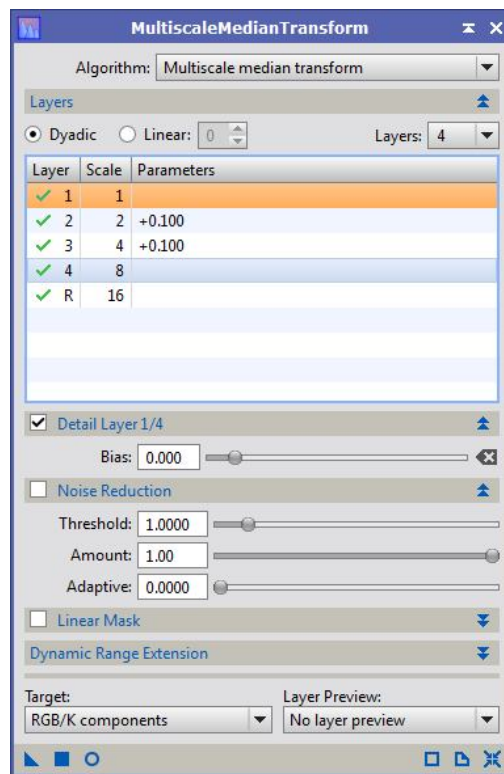 MultiscaleMedianTransform
Algorithm: Multiscale median transform
Layers
Dyadic Linear: 0 Layers: 4
Layer Scale Parameters
1 1
2 2 +0.100
3 4 +0.100
4 8
R 16
Detail Layer 1/4
Bias: 0.000
Noise Reduction
Threshold: 1.0000
Amount: 1.00
Adaptive: 0.0000
Linear Mask
Dynamic Range Extension
Target: Layer Preview:
RGB/K components No layer preview